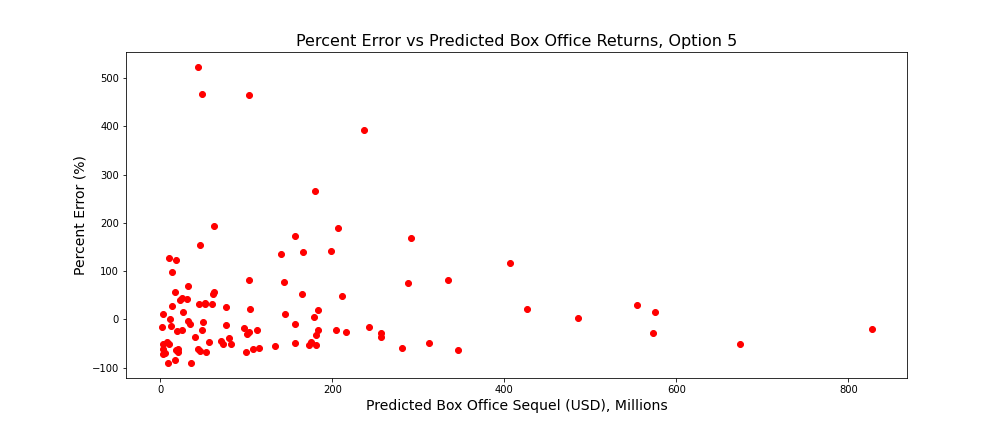 Percent Error vs Predicted Box Office Returns, Option 5
Percent Error (%)
500
400
300
200
100
0
−100
0 200 400 600 800
Predicted Box Office Sequel (USD), Millions